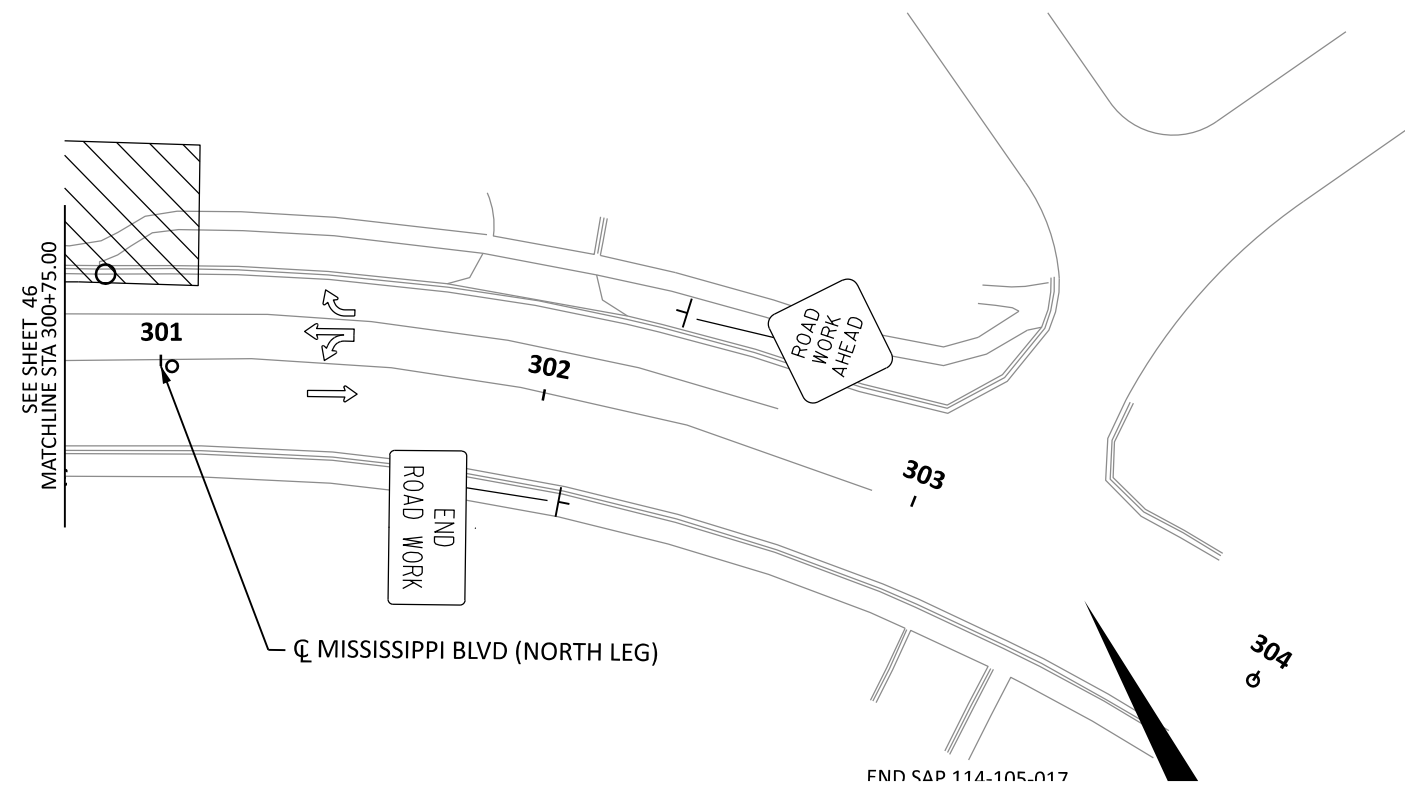 SEE SHEET 46
MATCHLINE STA 300+75.00
301
302
303
304
ROAD
WORK
AHEAD
END
ROAD WORK
℄ MISSISSIPPI BLVD (NORTH LEG)
END SAP 114-105-017